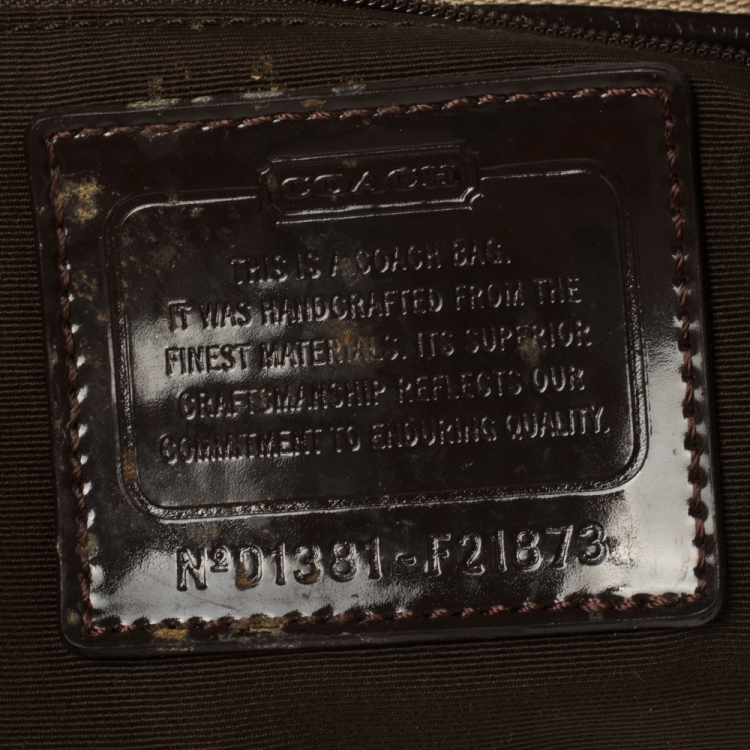 COACH
THIS IS A COACH BAG.
IT WAS HANDCRAFTED FROM THE
FINEST MATERIALS. ITS SUPERIOR
CRAFTSMANSHIP REFLECTS OUR
COMMITMENT TO ENDURING QUALITY.
Nº D1381-F21873